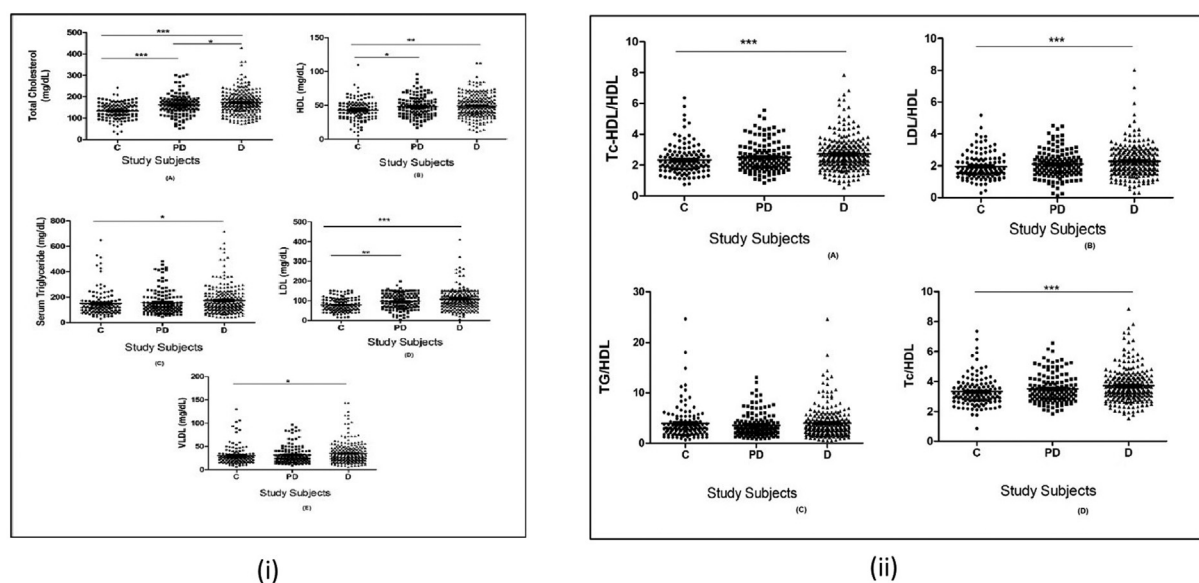 Total Cholesterol
(mg/dL)
500
400
300
200
100
0
***
***
*
C PD D
Study Subjects
(A)
HDL
(mg/dL)
150
100
50
0
**
*
C PD D
Study Subjects
(B)
Serum Triglyceride (mg/dL)
800
600
400
200
0
*
C PD D
Study Subjects
(C)
LDL
(mg/dL)
500
400
300
200
100
0
***
**
C PD D
Study Subjects
(D)
VLDL
(mg/dL)
200
150
100
50
0
*
C PD D
Study Subjects
(E)
(i)
Tc-HDL/HDL
10
8
6
4
2
0
***
C PD D
Study Subjects
(A)
LDL/HDL
10
8
6
4
2
0
***
C PD D
Study Subjects
(B)
TG/HDL
30
20
10
0
C PD D
Study Subjects
(C)
Tc/HDL
10
8
6
4
2
0
***
C PD D
Study Subjects
(D)
(ii)